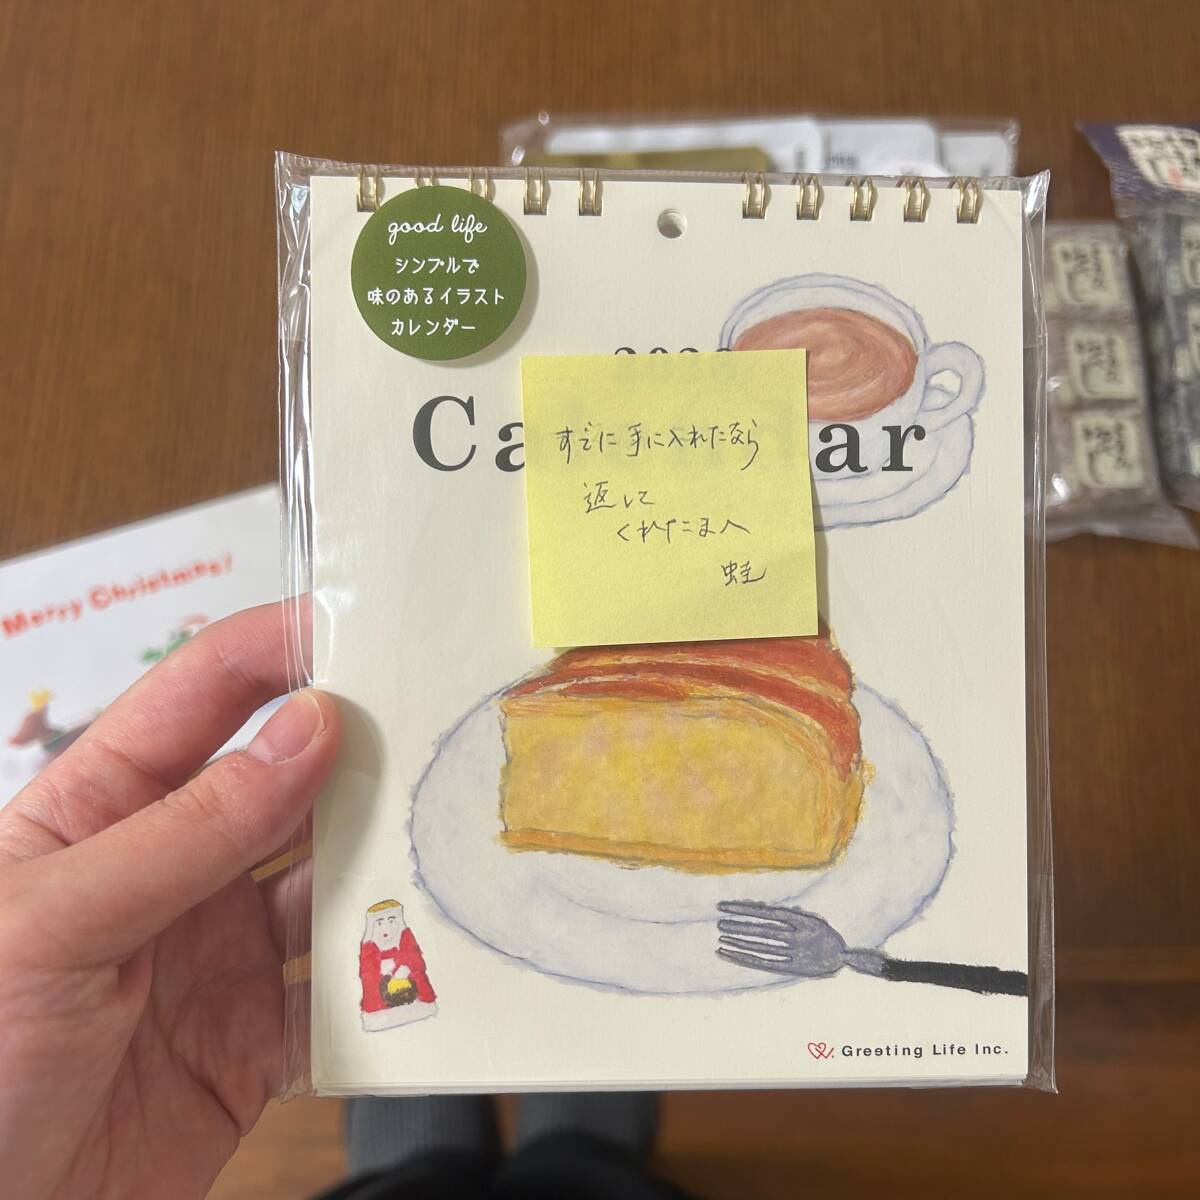 good life
シンプルで
味のあるイラスト
カレンダー
Ca ar
すでに手に入れたなら
返して
くれたまへ
蛙
Merry Christmas!
Greeting Life Inc.